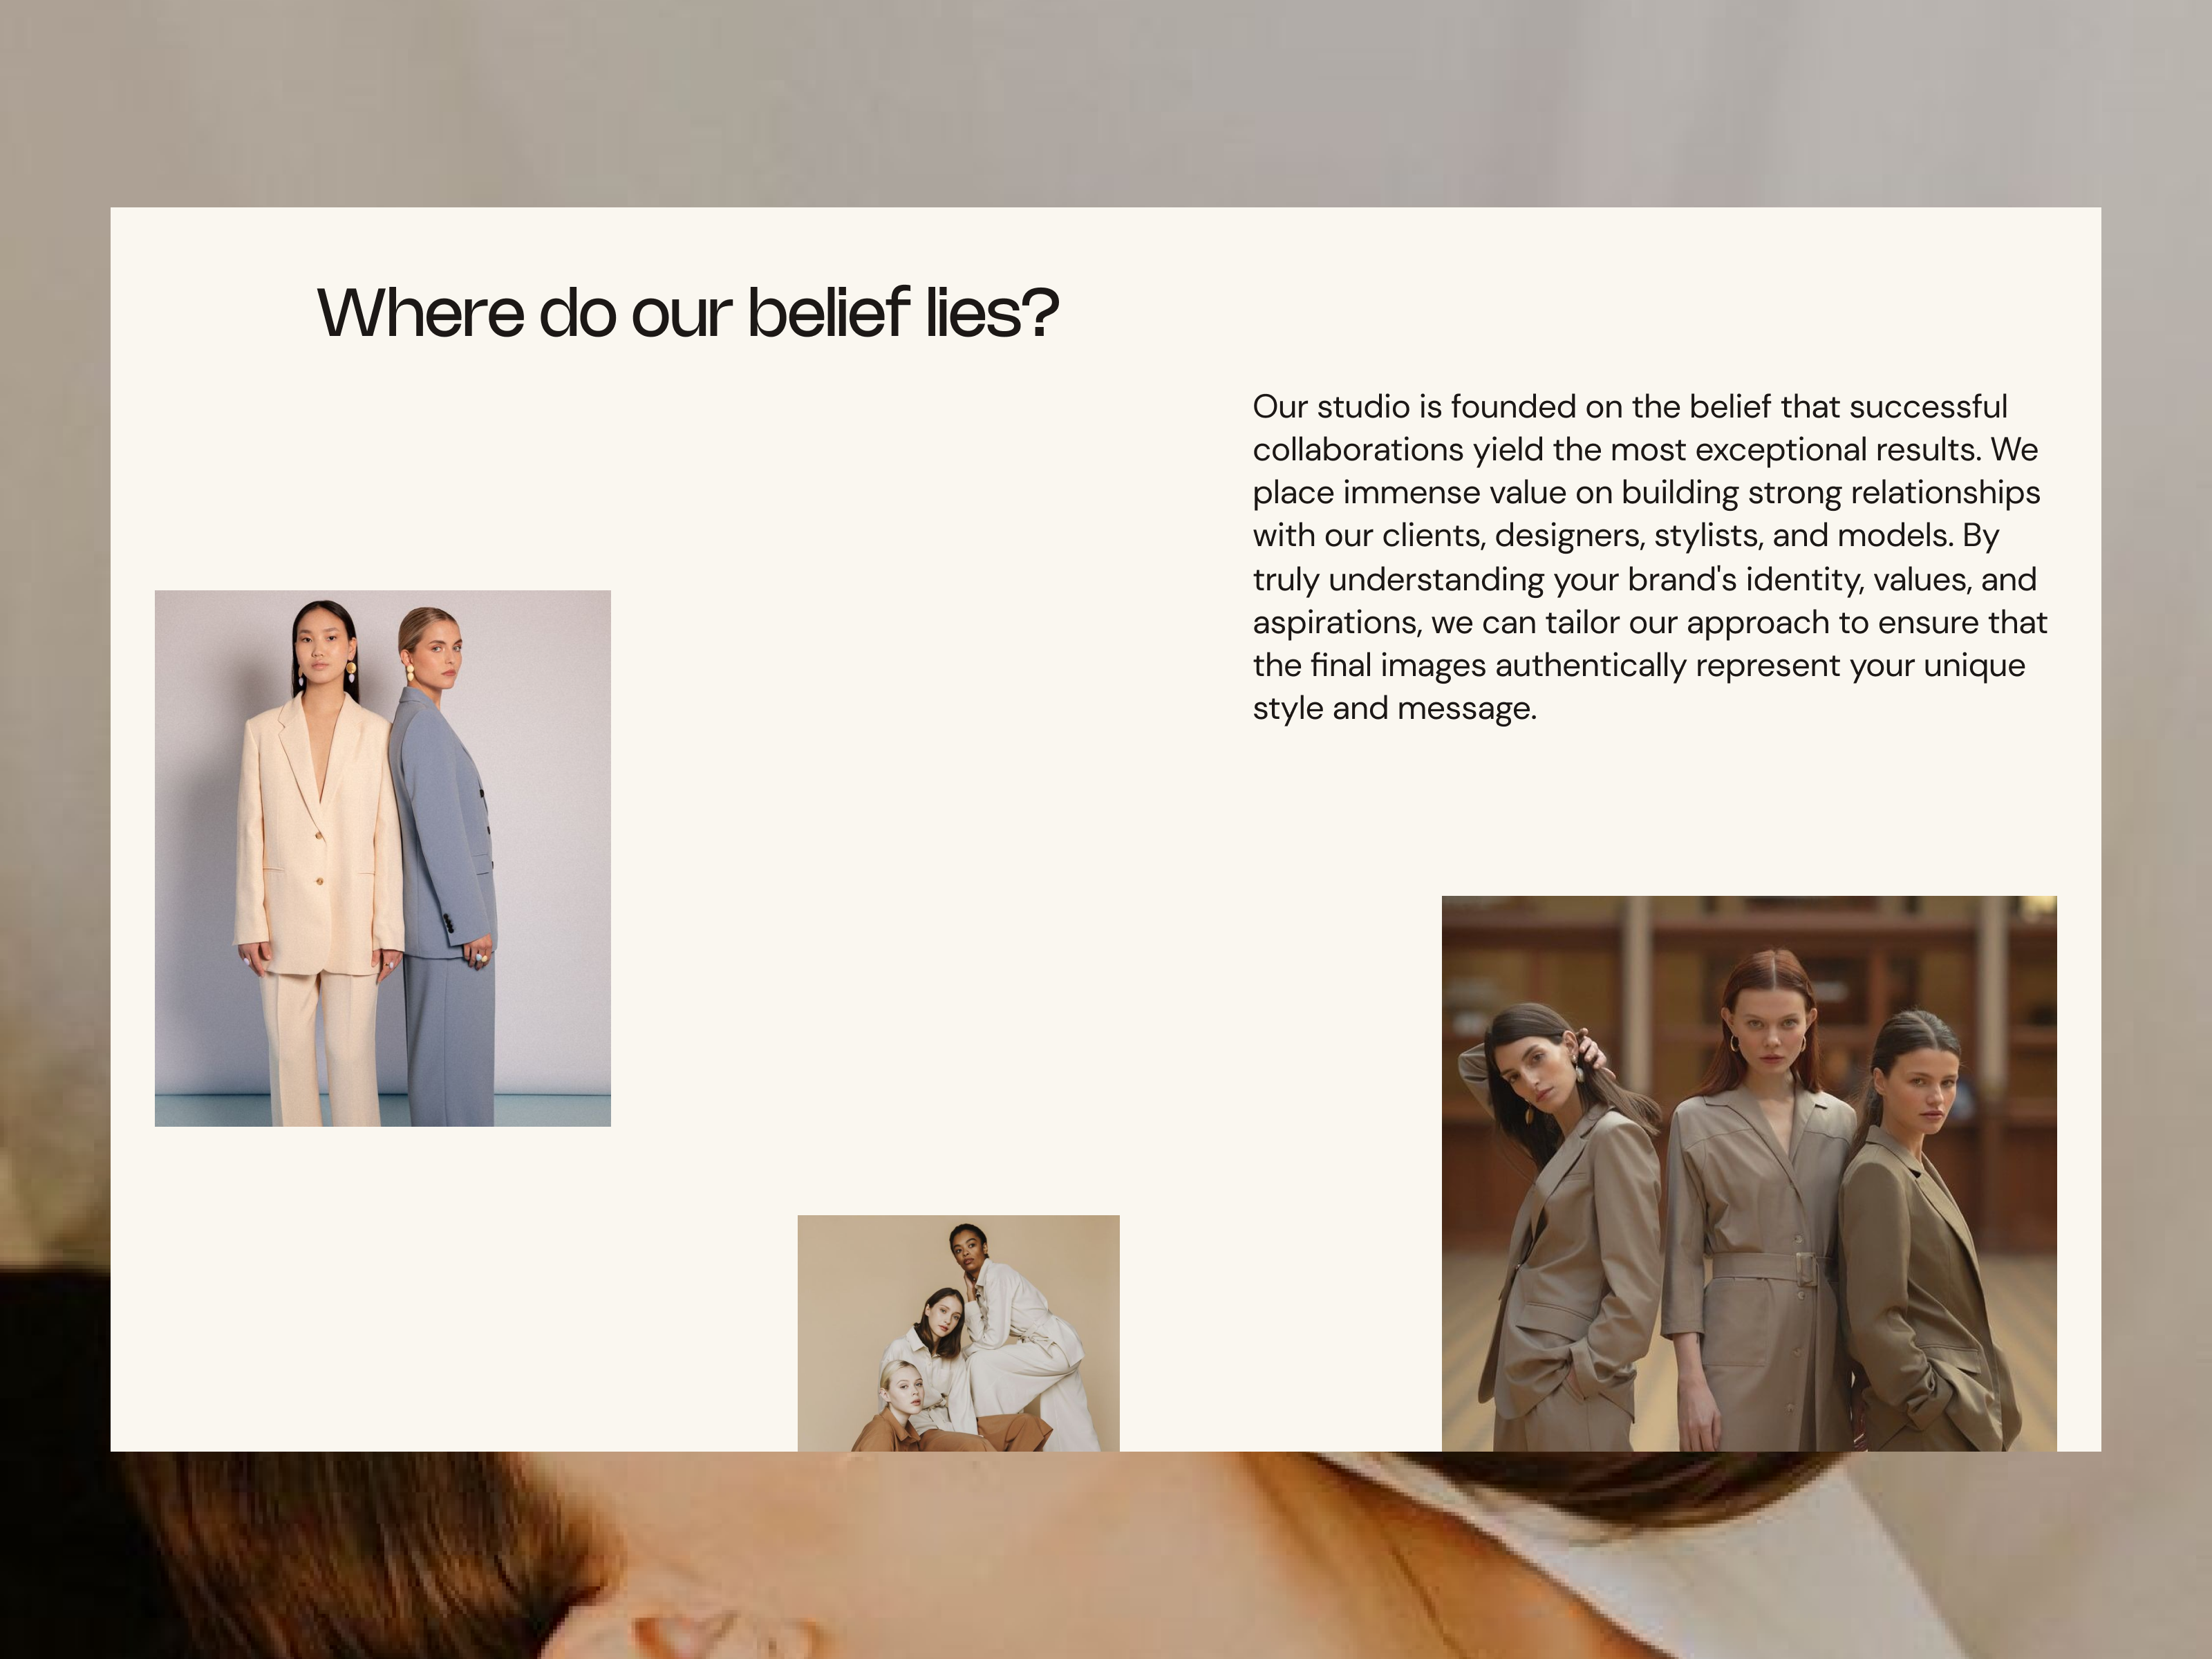 Where do our belief lies?
Our studio is founded on the belief that successful
collaborations yield the most exceptional results. We
place immense value on building strong relationships
with our clients, designers, stylists, and models. By
truly understanding your brand's identity, values, and
aspirations, we can tailor our approach to ensure that
the final images authentically represent your unique
style and message.